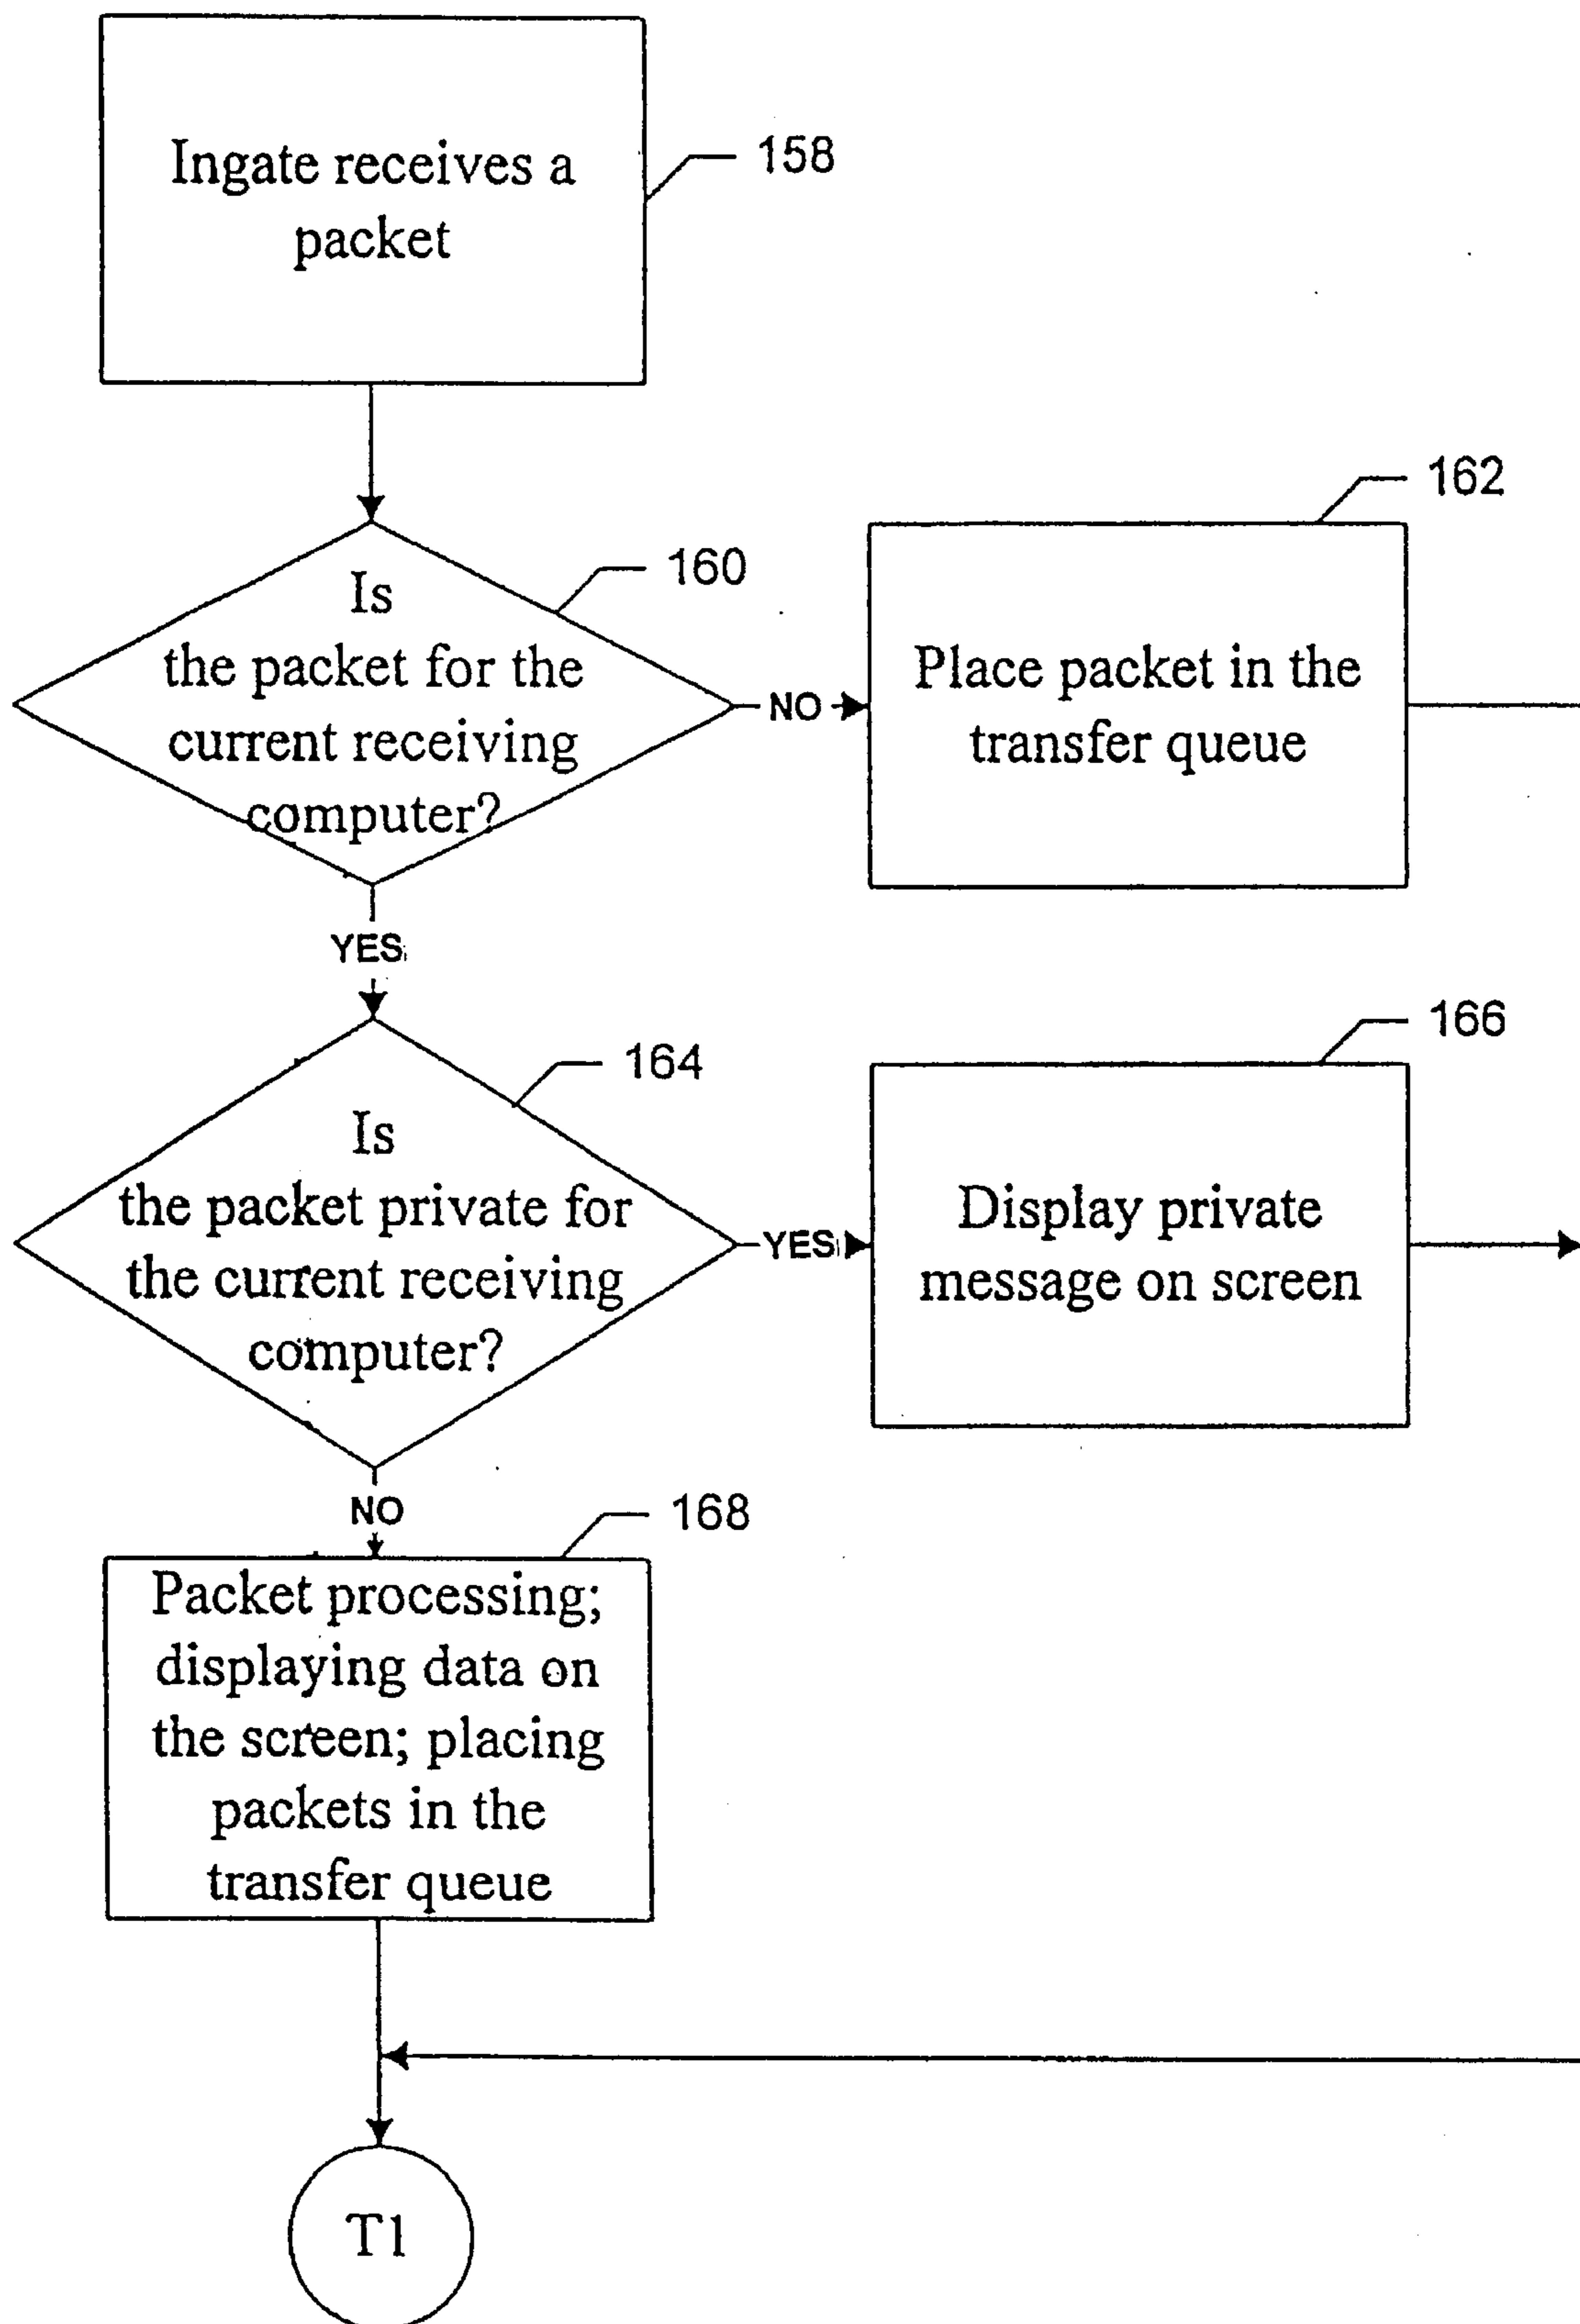 Ingate receives a
packet
158
160
Is
the packet for the
current receiving
computer?
NO
162
Place packet in the
transfer queue
YES
164
Is
the packet private for
the current receiving
computer?
YES
166
Display private
message on screen
NO
168
Packet processing;
displaying data on
the screen; placing
packets in the
transfer queue
T1